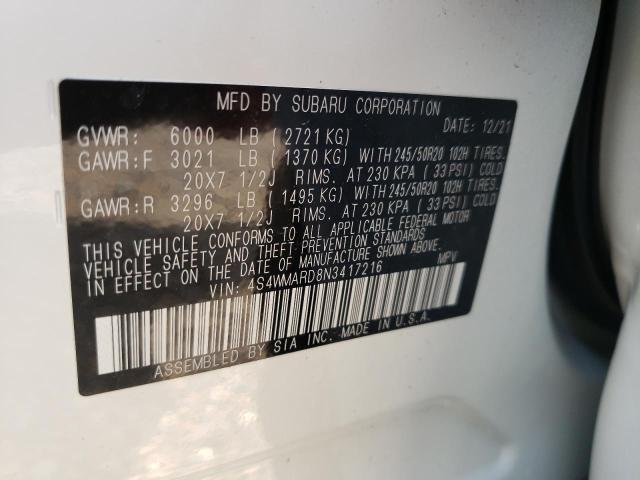 MFD BY SUBARU CORPORATION
DATE: 12/21
GVWR: 6000 LB (2721 KG)
GAWR:F 3021 LB (1370 KG) WITH 245/50R20 102H TIRES.
20X7 1/2J RIMS. AT 230 KPA (33 PSI) COLD
GAWR:R 3296 LB (1495 KG) WITH 245/50R20 102H TIRES.
20X7 1/2J RIMS. AT 230 KPA (33 PSI) COLD
THIS VEHICLE CONFORMS TO ALL APPLICABLE FEDERAL MOTOR
VEHICLE SAFETY AND THEFT PREVENTION STANDARDS
IN EFFECT ON THE DATE OF MANUFACTURE SHOWN ABOVE.
VIN: 4S4WMARD8N3417216 MPV
ASSEMBLED BY SIA INC. MADE IN U.S.A.